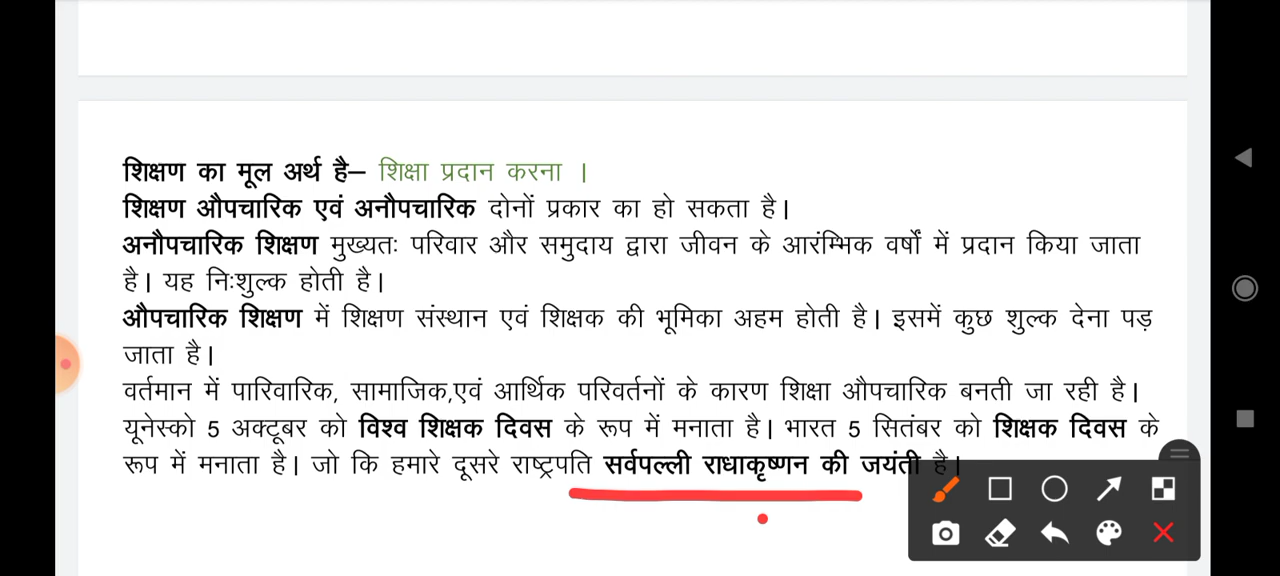 शिक्षण का मूल अर्थ है– शिक्षा प्रदान करना ।
शिक्षण औपचारिक एवं अनौपचारिक दोनों प्रकार का हो सकता है।
अनौपचारिक शिक्षण मुख्यतः परिवार और समुदाय द्वारा जीवन के आरंम्भिक वर्षों में प्रदान किया जाता
है। यह निःशुल्क होती है।
औपचारिक शिक्षण में शिक्षण संस्थान एवं शिक्षक की भूमिका अहम होती है। इसमें कुछ शुल्क देना पड़
जाता है।
वर्तमान में पारिवारिक, सामाजिक,एवं आर्थिक परिवर्तनों के कारण शिक्षा औपचारिक बनती जा रही है।
यूनेस्को 5 अक्टूबर को विश्व शिक्षक दिवस के रूप में मनाता है। भारत 5 सितंबर को शिक्षक दिवस के
रूप में मनाता है। जो कि हमारे दूसरे राष्ट्रपति सर्वपल्ली राधाकृष्णन की जयंती है।